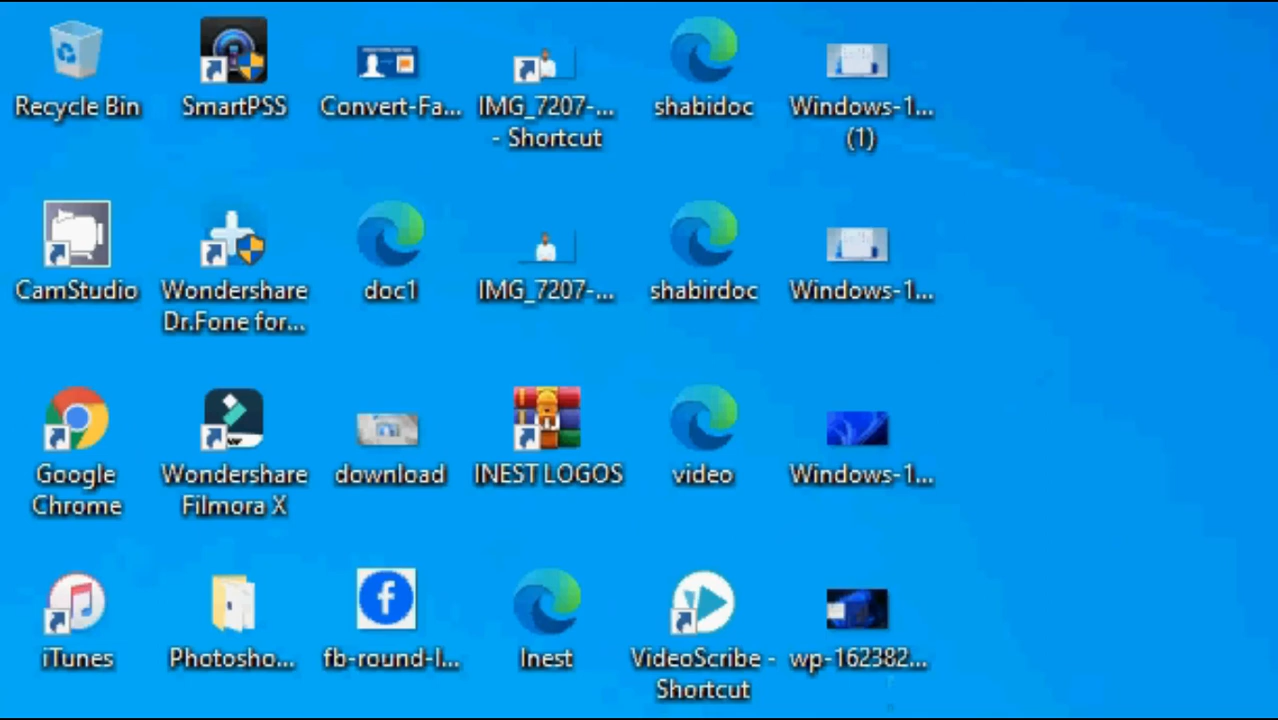 Recycle Bin
SmartPSS
Convert-Fa...
IMG_7207-...
- Shortcut
shabidoc
Windows-1...
(1)
CamStudio
Wondershare
Dr.Fone for...
doc1
IMG_7207-...
shabirdoc
Windows-1...
Google
Chrome
Wondershare
Filmora X
download
INEST LOGOS
video
Windows-1...
iTunes
Photosho...
fb-round-l...
Inest
VideoScribe -
Shortcut
wp-162382...